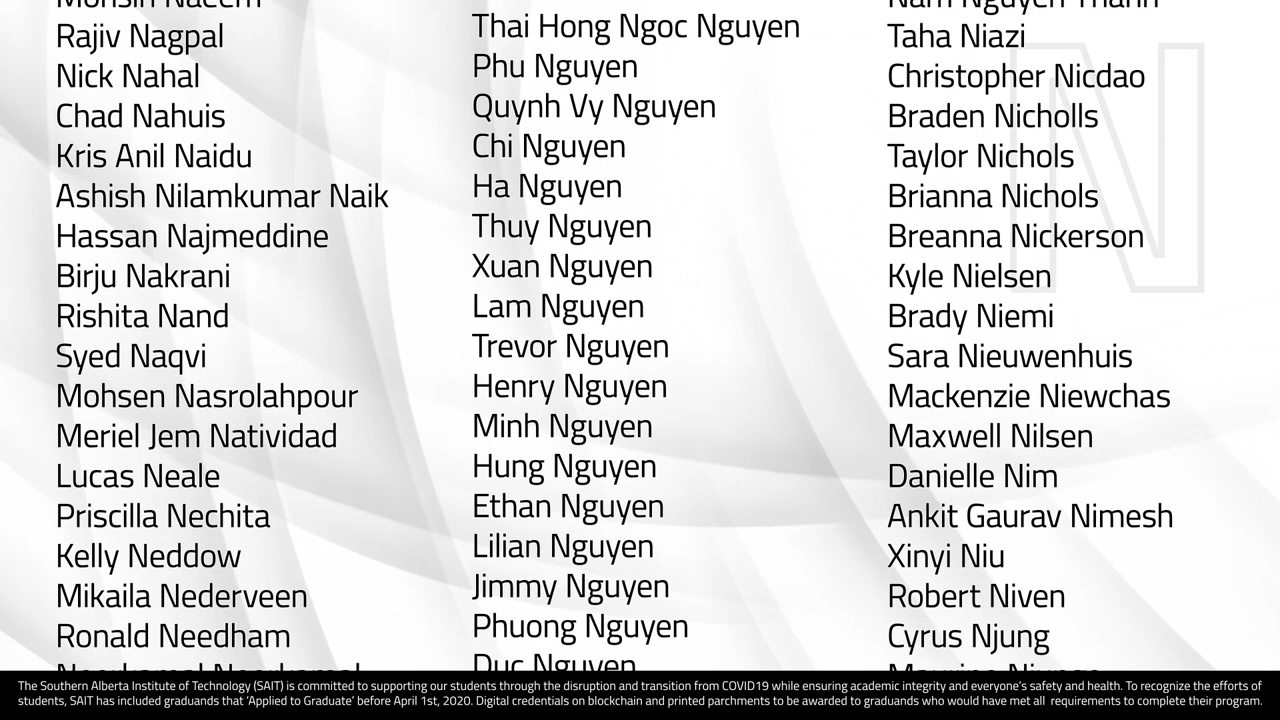 Mohsin Naeem
Rajiv Nagpal
Nick Nahal
Chad Nahuis
Kris Anil Naidu
Ashish Nilamkumar Naik
Hassan Najmeddine
Birju Nakrani
Rishita Nand
Syed Naqvi
Mohsen Nasrolahpour
Meriel Jem Natividad
Lucas Neale
Priscilla Nechita
Kelly Neddow
Mikaila Nederveen
Ronald Needham
Thai Hong Ngoc Nguyen
Phu Nguyen
Quynh Vy Nguyen
Chi Nguyen
Ha Nguyen
Thuy Nguyen
Xuan Nguyen
Lam Nguyen
Trevor Nguyen
Henry Nguyen
Minh Nguyen
Hung Nguyen
Ethan Nguyen
Lilian Nguyen
Jimmy Nguyen
Phuong Nguyen
Duc Nguyen
Nam Nguyen Thanh
Taha Niazi
Christopher Nicdao
Braden Nicholls
Taylor Nichols
Brianna Nichols
Breanna Nickerson
Kyle Nielsen
Brady Niemi
Sara Nieuwenhuis
Mackenzie Niewchas
Maxwell Nilsen
Danielle Nim
Ankit Gaurav Nimesh
Xinyi Niu
Robert Niven
Cyrus Njung
N
The Southern Alberta Institute of Technology (SAIT) is committed to supporting our students through the disruption and transition from COVID19 while ensuring academic integrity and everyone's safety and health. To recognize the efforts of
students, SAIT has included graduands that 'Applied to Graduate' before April 1st, 2020. Digital credentials on blockchain and printed parchments to be awarded to graduands who would have met all requirements to complete their program.